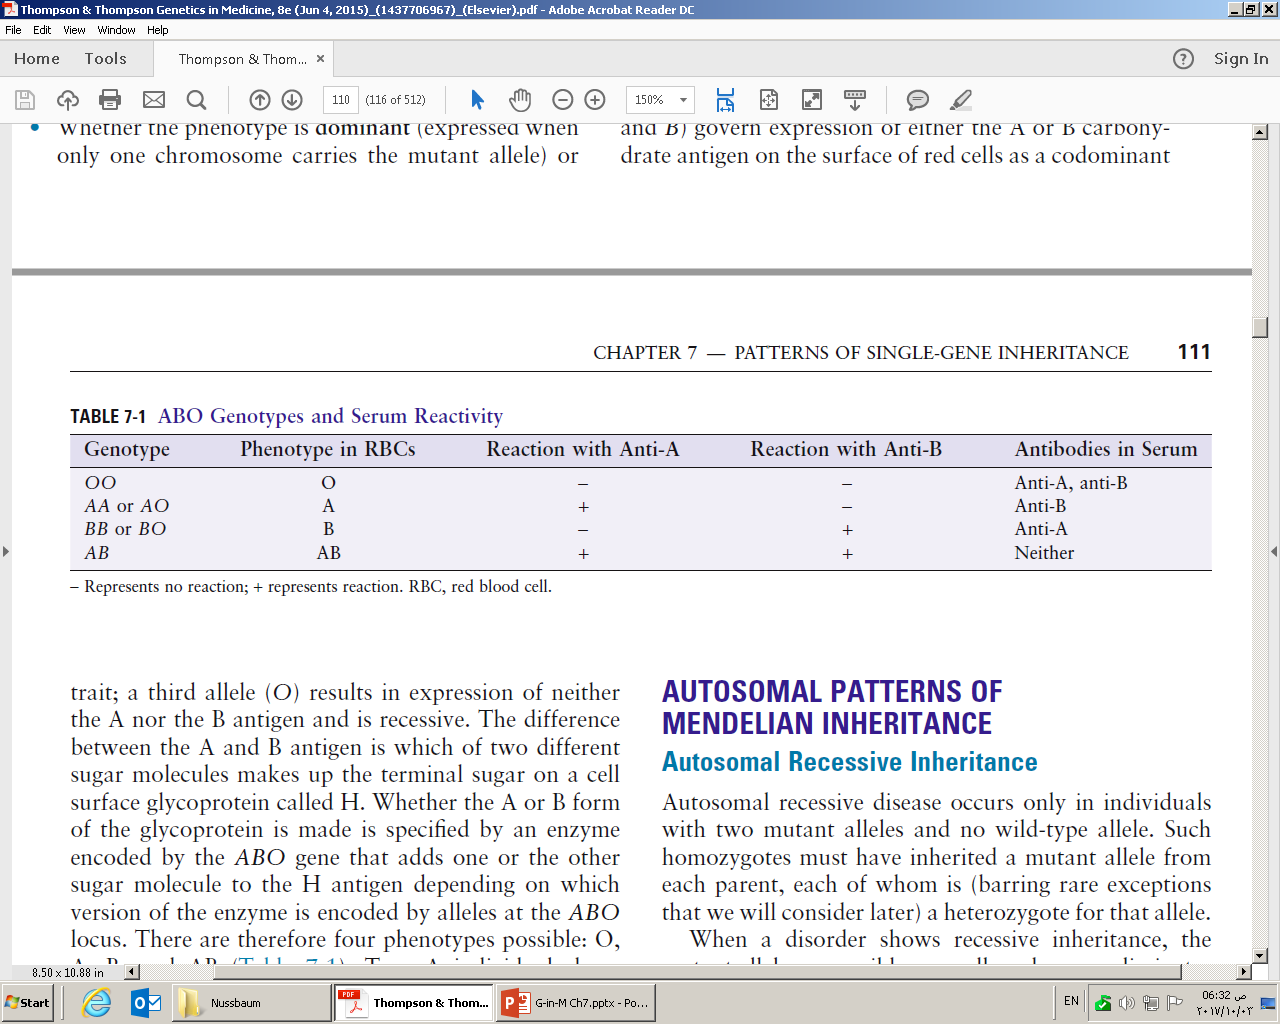 Thompson & Thompson Genetics in Medicine, 8e (Jun 4, 2015)_(1437706967)_(Elsevier).pdf - Adobe Acrobat Reader DC
File Edit View Window Help
Home Tools Thompson & Thom... × ? Sign In
110 (116 of 512) 150%
• Whether the phenotype is dominant (expressed when
only one chromosome carries the mutant allele) or
and B) govern expression of either the A or B carbohy-
drate antigen on the surface of red cells as a codominant
CHAPTER 7 — PATTERNS OF SINGLE-GENE INHERITANCE 111
TABLE 7-1 ABO Genotypes and Serum Reactivity
Genotype Phenotype in RBCs Reaction with Anti-A Reaction with Anti-B Antibodies in Serum
OO O – – Anti-A, anti-B
AA or AO A + – Anti-B
BB or BO B – + Anti-A
AB AB + + Neither
– Represents no reaction; + represents reaction. RBC, red blood cell.
trait; a third allele (O) results in expression of neither
the A nor the B antigen and is recessive. The difference
between the A and B antigen is which of two different
sugar molecules makes up the terminal sugar on a cell
surface glycoprotein called H. Whether the A or B form
of the glycoprotein is made is specified by an enzyme
encoded by the ABO gene that adds one or the other
sugar molecule to the H antigen depending on which
version of the enzyme is encoded by alleles at the ABO
locus. There are therefore four phenotypes possible: O,
AUTOSOMAL PATTERNS OF
MENDELIAN INHERITANCE
Autosomal Recessive Inheritance
Autosomal recessive disease occurs only in individuals
with two mutant alleles and no wild-type allele. Such
homozygotes must have inherited a mutant allele from
each parent, each of whom is (barring rare exceptions
that we will consider later) a heterozygote for that allele.
When a disorder shows recessive inheritance, the
8.50 x 10.88 in
Start Nussbaum PDF Thompson & Thom... G-in-M Ch7.pptx - Po... EN 06:32 ص
٢٠١٧/١٠/٠٣